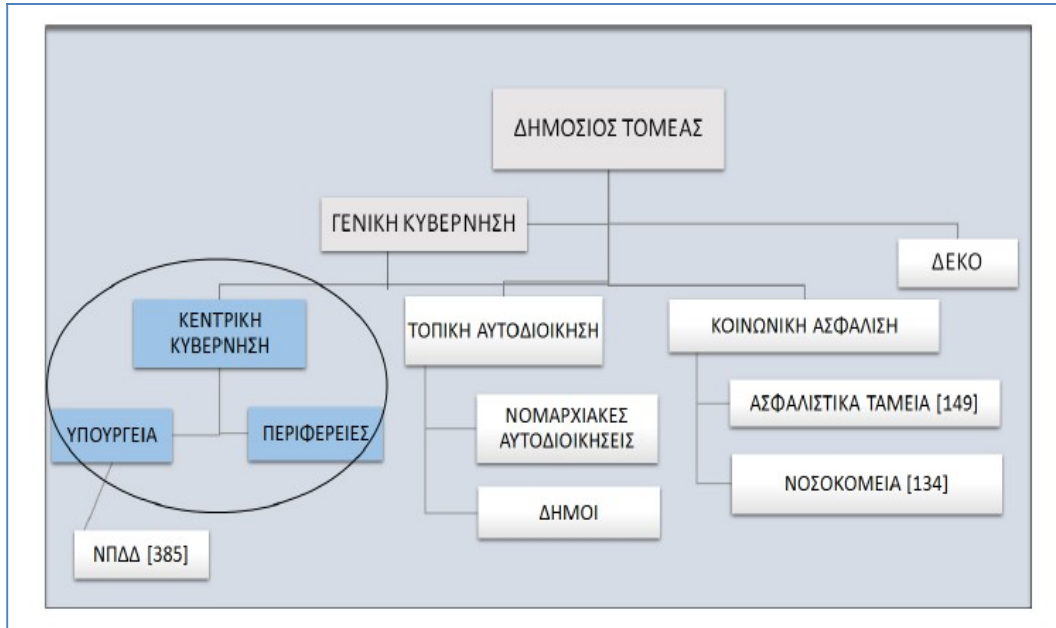 ΔΗΜΟΣΙΟΣ ΤΟΜΕΑΣ
ΓΕΝΙΚΗ ΚΥΒΕΡΝΗΣΗ
ΔΕΚΟ
ΚΕΝΤΡΙΚΗ
ΚΥΒΕΡΝΗΣΗ
ΤΟΠΙΚΗ ΑΥΤΟΔΙΟΙΚΗΣΗ
ΚΟΙΝΩΝΙΚΗ ΑΣΦΑΛΙΣΗ
ΥΠΟΥΡΓΕΙΑ
ΠΕΡΙΦΕΡΕΙΕΣ
ΝΠΔΔ [385]
ΝΟΜΑΡΧΙΑΚΕΣ
ΑΥΤΟΔΙΟΙΚΗΣΕΙΣ
ΔΗΜΟΙ
ΑΣΦΑΛΙΣΤΙΚΑ ΤΑΜΕΙΑ [149]
ΝΟΣΟΚΟΜΕΙΑ [134]